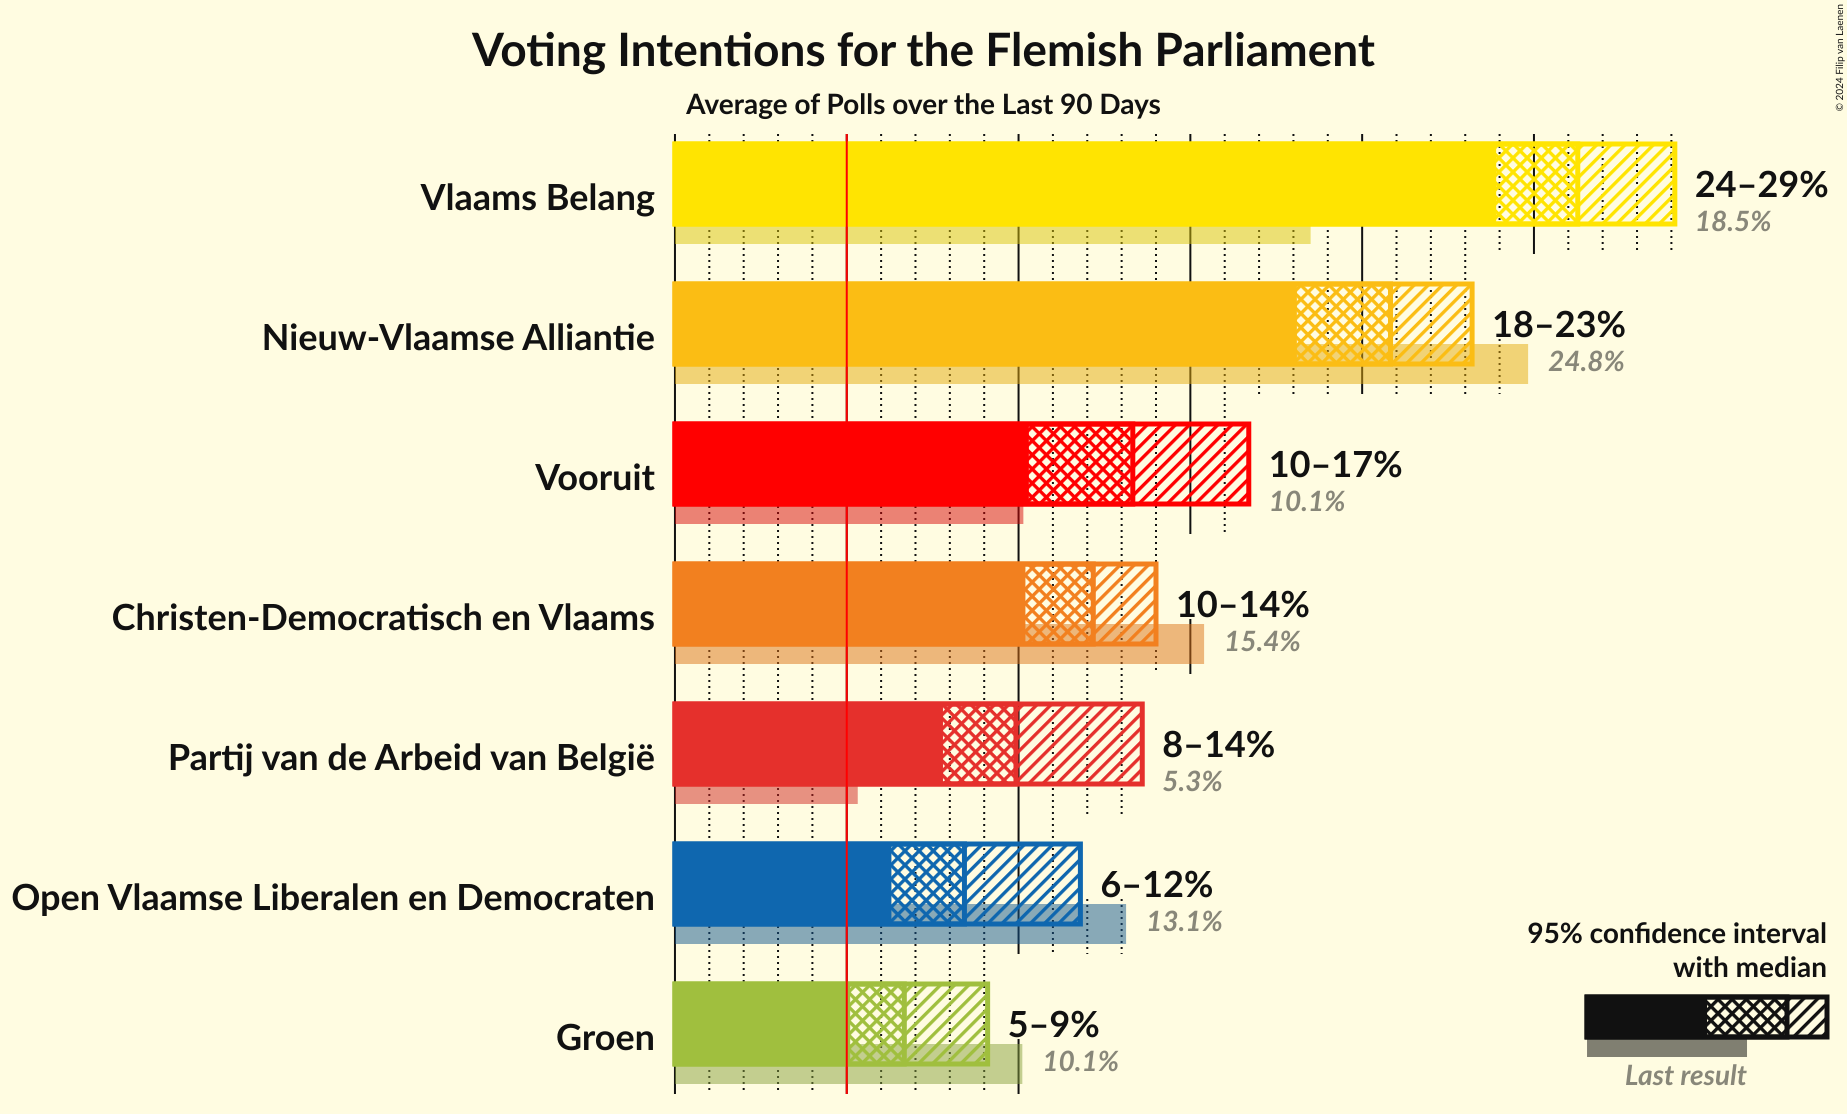 Voting Intentions for the Flemish Parliament
Average of Polls over the Last 90 Days
© 2024 Filip van Laenen
Vlaams Belang
24–29%
18.5%
Nieuw-Vlaamse Alliantie
18–23%
24.8%
Vooruit
10–17%
10.1%
Christen-Democratisch en Vlaams
10–14%
15.4%
Partij van de Arbeid van België
8–14%
5.3%
Open Vlaamse Liberalen en Democraten
6–12%
13.1%
Groen
5–9%
10.1%
95% confidence interval
with median
Last result